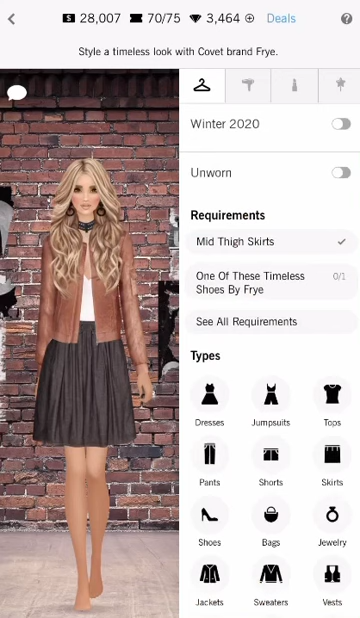 28,007 70/75 3,464 Deals
Style a timeless look with Covet brand Frye.
Winter 2020
Unworn
Requirements
Mid Thigh Skirts
One Of These Timeless 0/1
Shoes By Frye
See All Requirements
Types
Dresses Jumpsuits Tops
Pants Shorts Skirts
Shoes Bags Jewelry
Jackets Sweaters Vests